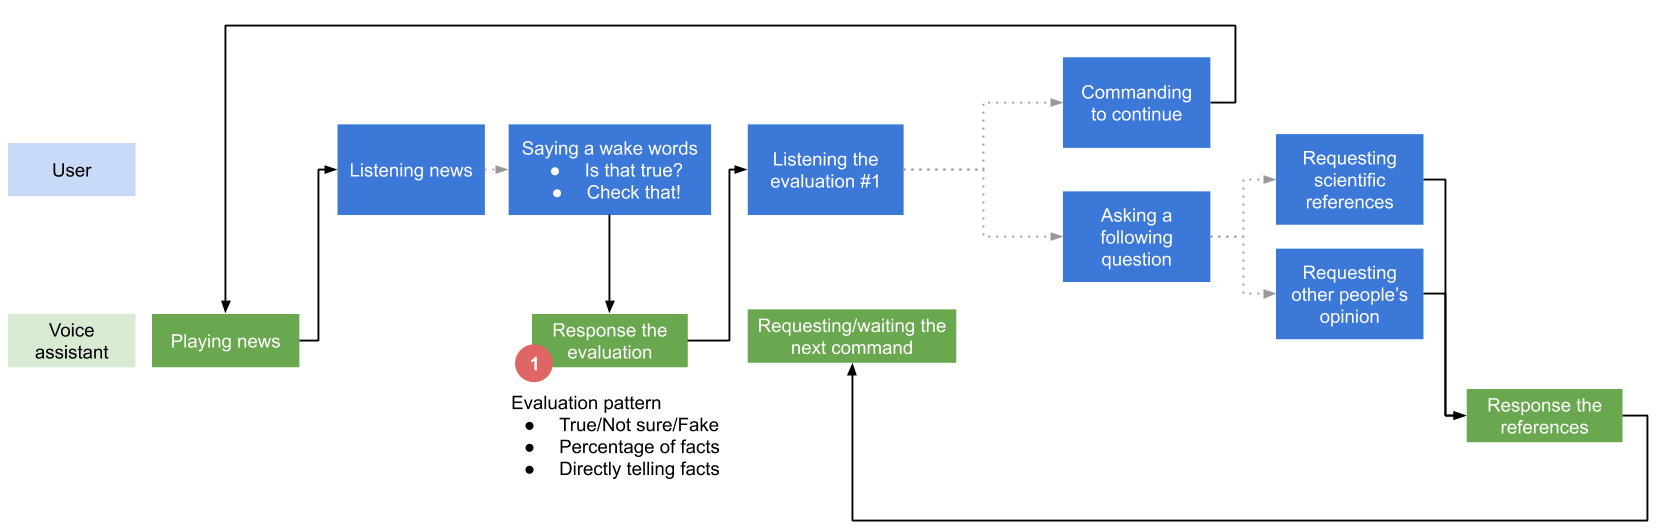 User
Voice
assistant
Playing news
Listening news
Saying a wake words
● Is that true?
● Check that!
Response the
evaluation
1
Evaluation pattern
● True/Not sure/Fake
● Percentage of facts
● Directly telling facts
Listening the
evaluation #1
Requesting/waiting the
next command
Commanding
to continue
Asking a
following
question
Requesting
scientific
references
Requesting
other people’s
opinion
Response the
references